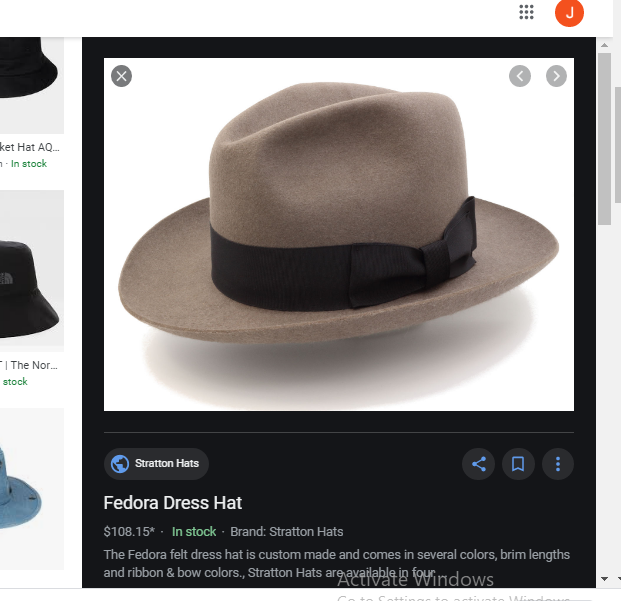 J
ket Hat AQ...
· In stock
T | The Nor...
stock
Stratton Hats
Fedora Dress Hat
$108.15* · In stock · Brand: Stratton Hats
The Fedora felt dress hat is custom made and comes in several colors, brim lengths
and ribbon & bow colors., Stratton Hats are available in four...
Activate Windows
Go to Settings to activate Windows.